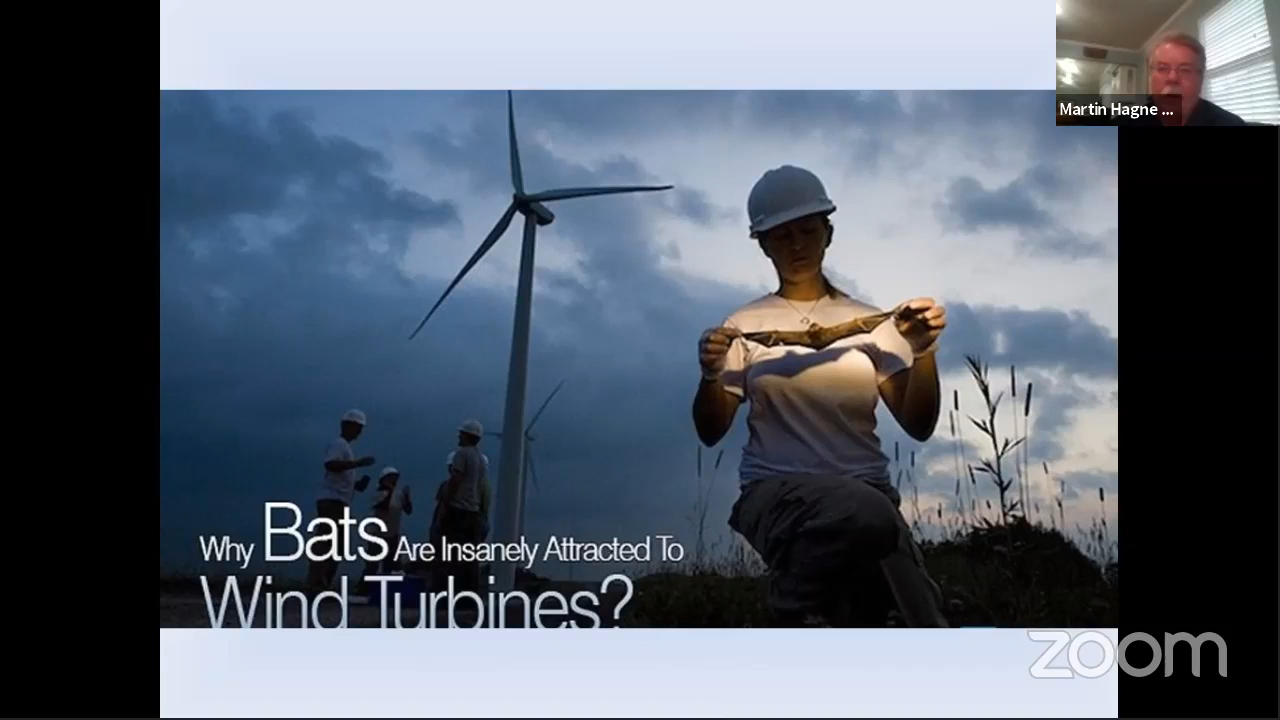 Martin Hagne ...
Why Bats Are Insanely Attracted To
Wind Turbines?
zoom